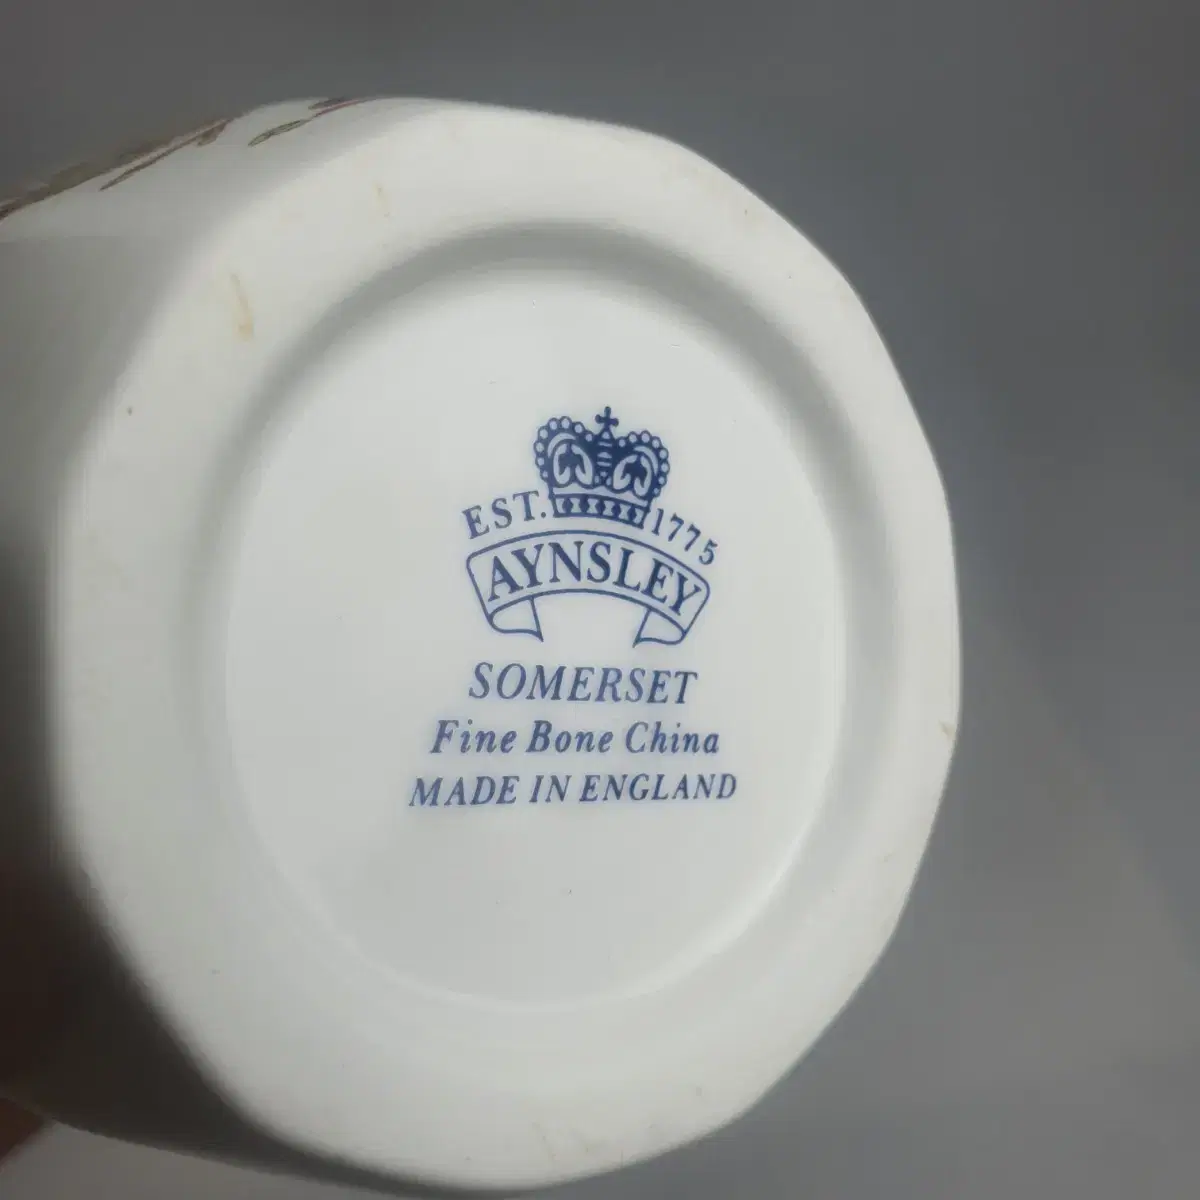 EST. 1775
AYNSLEY
SOMERSET
Fine Bone China
MADE IN ENGLAND